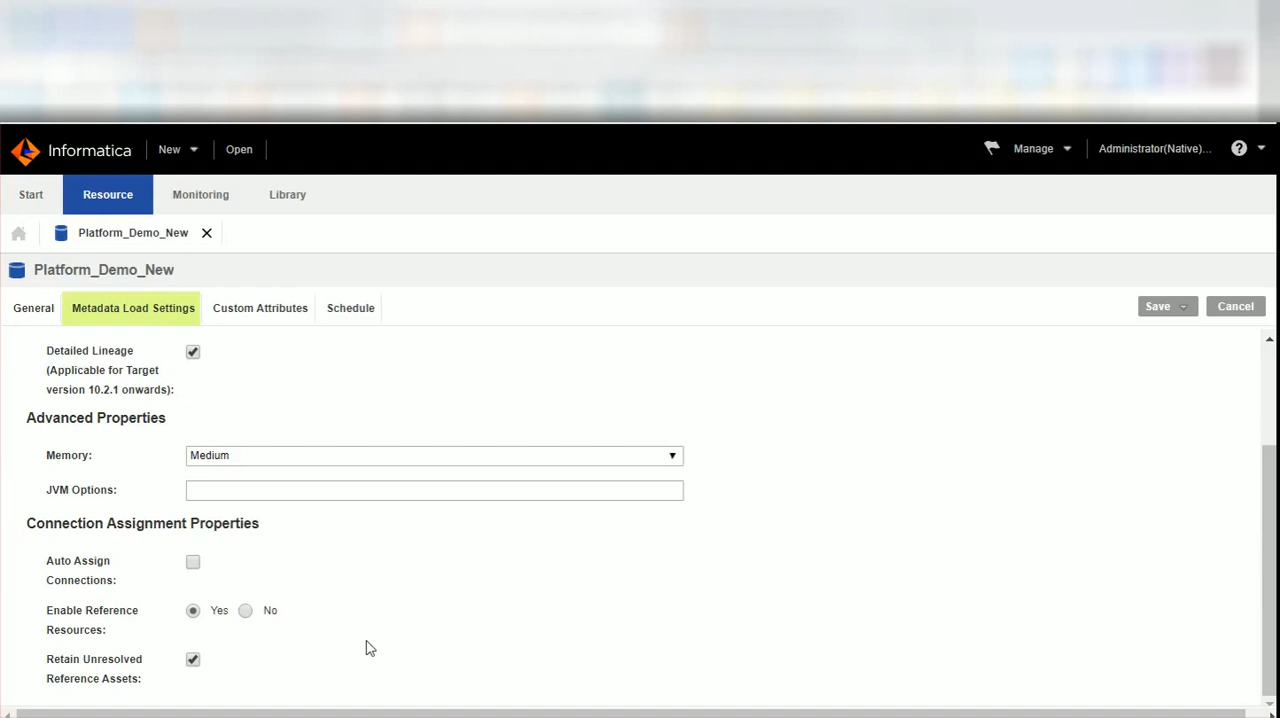 Informatica New Open Manage Administrator(Native)... ?
Start Resource Monitoring Library
Platform_Demo_New
Platform_Demo_New
General Metadata Load Settings Custom Attributes Schedule Save Cancel
Detailed Lineage
(Applicable for Target
version 10.2.1 onwards):
Advanced Properties
Memory: Medium
JVM Options:
Connection Assignment Properties
Auto Assign
Connections:
Enable Reference Yes No
Resources:
Retain Unresolved
Reference Assets: